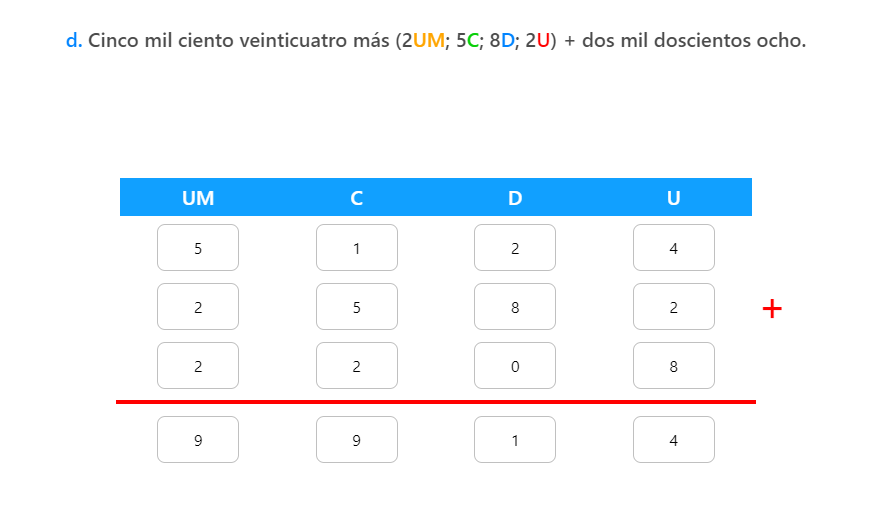 d. Cinco mil ciento veinticuatro más (2UM; 5C; 8D; 2U) + dos mil doscientos ocho.
UM C D U
5 1 2 4
2 5 8 2 +
2 2 0 8
9 9 1 4